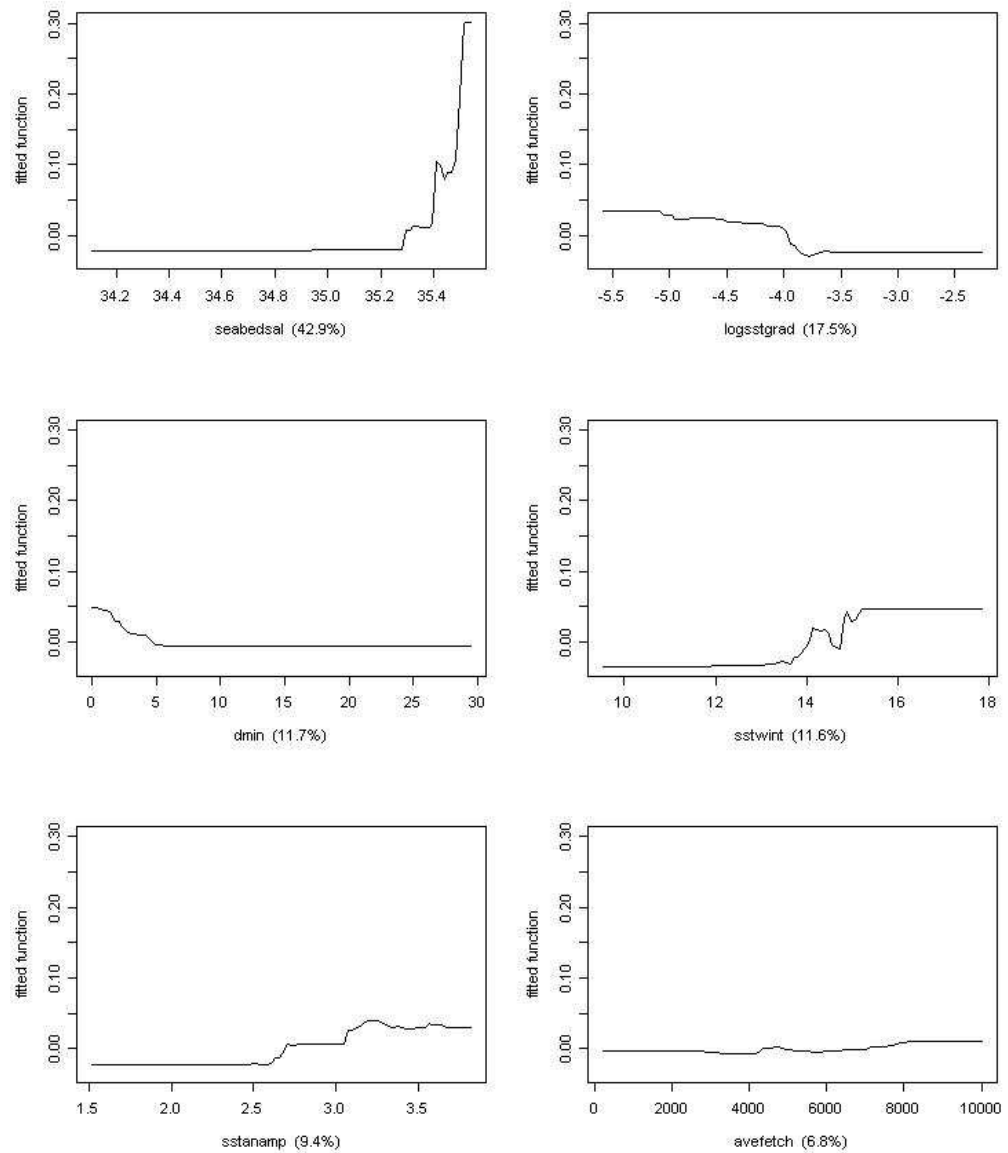 fitted function
0.00 0.10 0.20 0.30
34.2 34.4 34.6 34.8 35.0 35.2 35.4
seabedsal (42.9%)
fitted function
0.00 0.10 0.20 0.30
-5.5 -5.0 -4.5 -4.0 -3.5 -3.0 -2.5
logsstgrad (17.5%)
fitted function
0.00 0.10 0.20 0.30
0 5 10 15 20 25 30
dmin (11.7%)
fitted function
0.00 0.10 0.20 0.30
10 12 14 16 18
sstwint (11.6%)
fitted function
0.00 0.10 0.20 0.30
1.5 2.0 2.5 3.0 3.5
sstanamp (9.4%)
fitted function
0.00 0.10 0.20 0.30
0 2000 4000 6000 8000 10000
avefetch (6.8%)